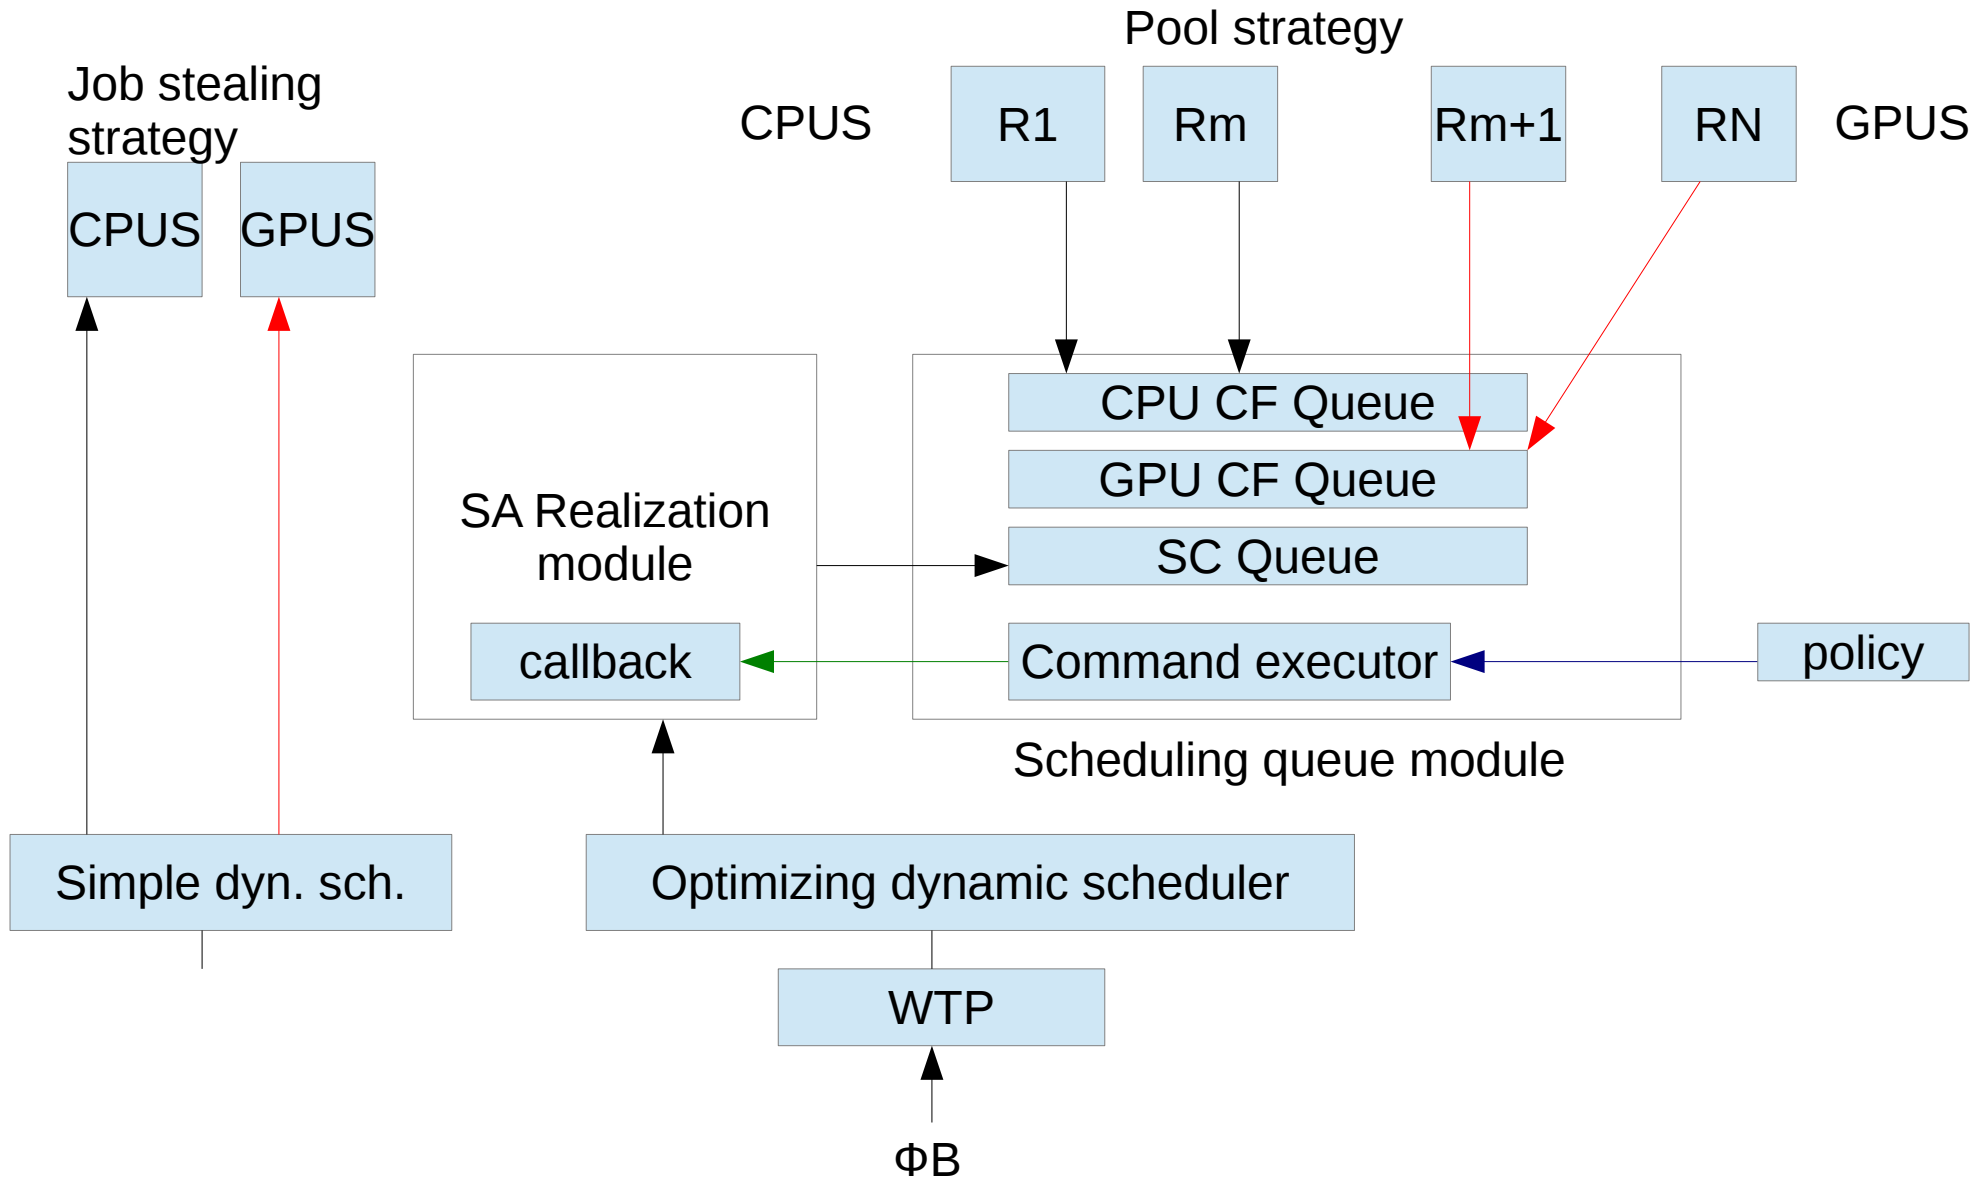 Pool strategy
Job stealing
strategy
CPUS
R1
Rm
Rm+1
RN
GPUS
CPUS
GPUS
CPU CF Queue
GPU CF Queue
SC Queue
SA Realization
module
callback
Command executor
policy
Scheduling queue module
Simple dyn. sch.
Optimizing dynamic scheduler
WTP
ФВ